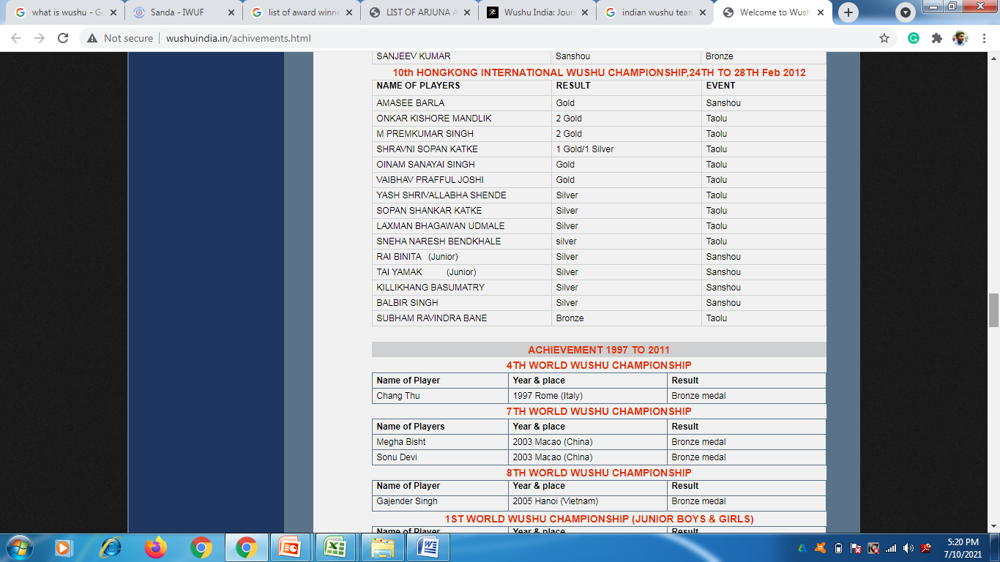 what is wushu - Go
Sanda - IWUF
list of award winne
LIST OF ARJUNA A
Wushu India: Jour
indian wushu team
Welcome to Wush
Not secure | wushuindia.in/achivements.html
SANJEEV KUMAR Sanshou Bronze
10th HONGKONG INTERNATIONAL WUSHU CHAMPIONSHIP,24TH TO 28TH Feb 2012
NAME OF PLAYERS RESULT EVENT
AMASEE BARLA Gold Sanshou
ONKAR KISHORE MANDLIK 2 Gold Taolu
M PREMKUMAR SINGH 2 Gold Taolu
SHRAVNI SOPAN KATKE 1 Gold/1 Silver Taolu
OINAM SANAYAI SINGH Gold Taolu
VAIBHAV PRAFFUL JOSHI Gold Taolu
YASH SHRIVALLABHA SHENDE Silver Taolu
SOPAN SHANKAR KATKE Silver Taolu
LAXMAN BHAGAWAN UDMALE Silver Taolu
SNEHA NARESH BENDKHALE silver Taolu
RAI BINITA (Junior) Silver Sanshou
TAI YAMAK (Junior) Silver Sanshou
KILLIKHANG BASUMATRY Silver Sanshou
BALBIR SINGH Silver Sanshou
SUBHAM RAVINDRA BANE Bronze Taolu
ACHIEVEMENT 1997 TO 2011
4TH WORLD WUSHU CHAMPIONSHIP
Name of Player Year & place Result
Chang Thu 1997 Rome (Italy) Bronze medal
7TH WORLD WUSHU CHAMPIONSHIP
Name of Players Year & place Result
Megha Bisht 2003 Macao (China) Bronze medal
Sonu Devi 2003 Macao (China) Bronze medal
8TH WORLD WUSHU CHAMPIONSHIP
Name of Player Year & place Result
Gajender Singh 2005 Hanoi (Vietnam) Bronze medal
1ST WORLD WUSHU CHAMPIONSHIP (JUNIOR BOYS & GIRLS)
Name of Player Year & place Result
5:20 PM
7/10/2021